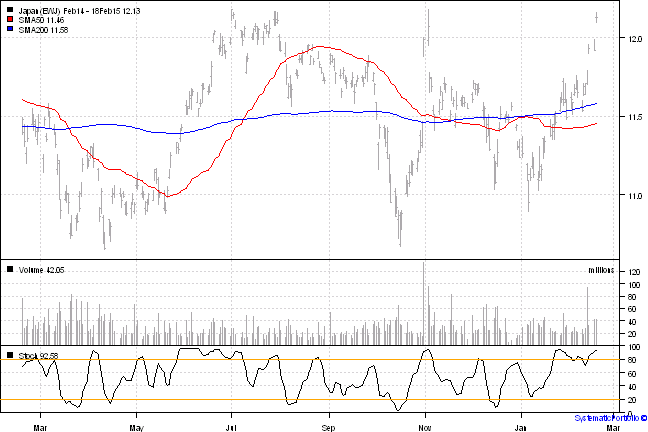 Japan (EWJ) Feb14 - 18Feb15 12.13
SMA50 11.46
SMA200 11.58
12.0
11.5
11.0
Volume 42.05
millions
120
100
80
60
40
20
Stoch 92.58
100
80
60
40
20
0
Mar May Jul Sep Nov Jan Mar
SystematicPortfolio ©